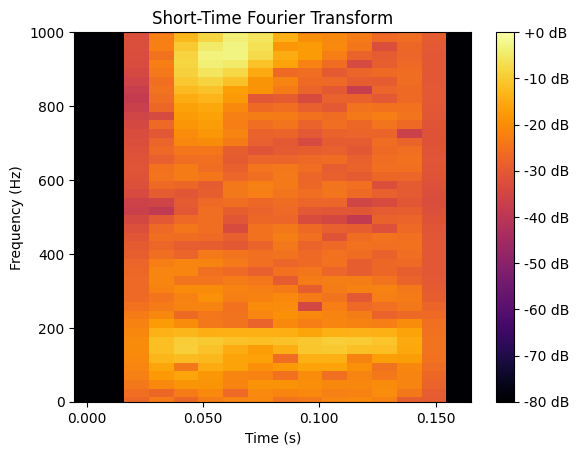 Short-Time Fourier Transform
1000
800
600
400
200
0
Frequency (Hz)
0.000
0.050
0.100
0.150
Time (s)
+0 dB
-10 dB
-20 dB
-30 dB
-40 dB
-50 dB
-60 dB
-70 dB
-80 dB